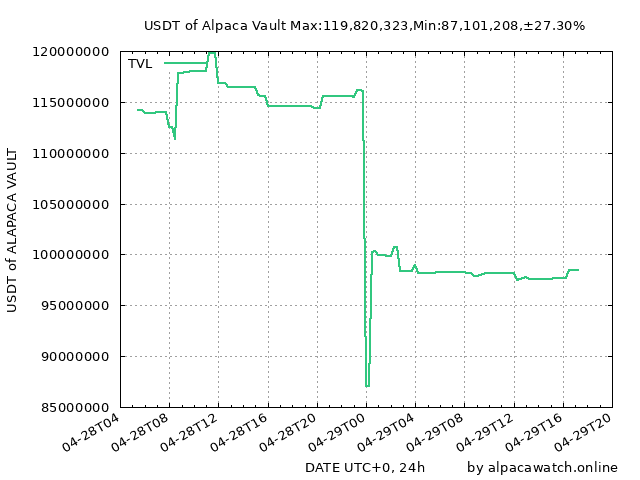 USDT of Alpaca Vault Max:119,820,323,Min:87,101,208,±27.30%
TVL
120000000
115000000
110000000
105000000
100000000
95000000
90000000
85000000
USDT of ALAPACA VAULT
04-28T04
04-28T08
04-28T12
04-28T16
04-28T20
04-29T00
04-29T04
04-29T08
04-29T12
04-29T16
04-29T20
DATE UTC+0, 24h
by alpacawatch.online